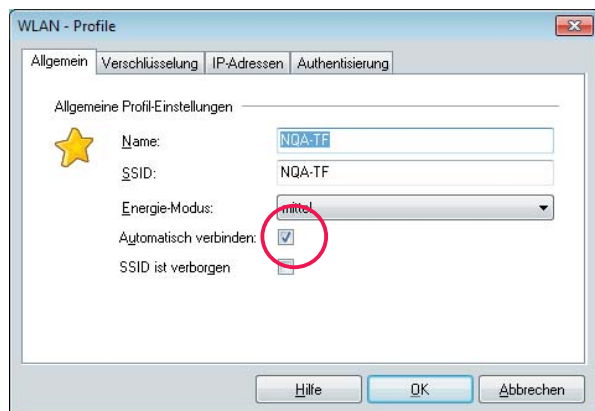 WLAN - Profile
Allgemein Verschlüsselung IP-Adressen Authentisierung
Allgemeine Profil-Einstellungen
Name: NQA-TF
SSID: NQA-TF
Energie-Modus: mittel
Automatisch verbinden:
SSID ist verborgen
Hilfe OK Abbrechen